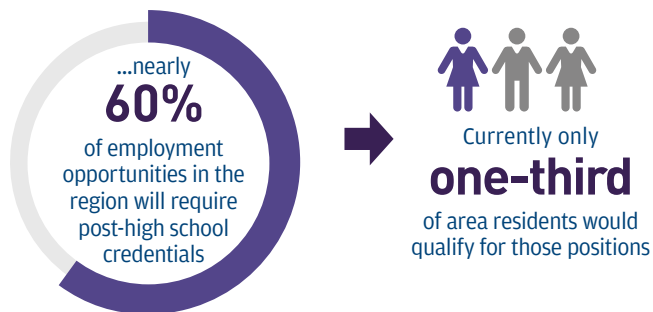 ...nearly
60%
of employment
opportunities in the
region will require
post-high school
credentials
Currently only
one-third
of area residents would
qualify for those positions